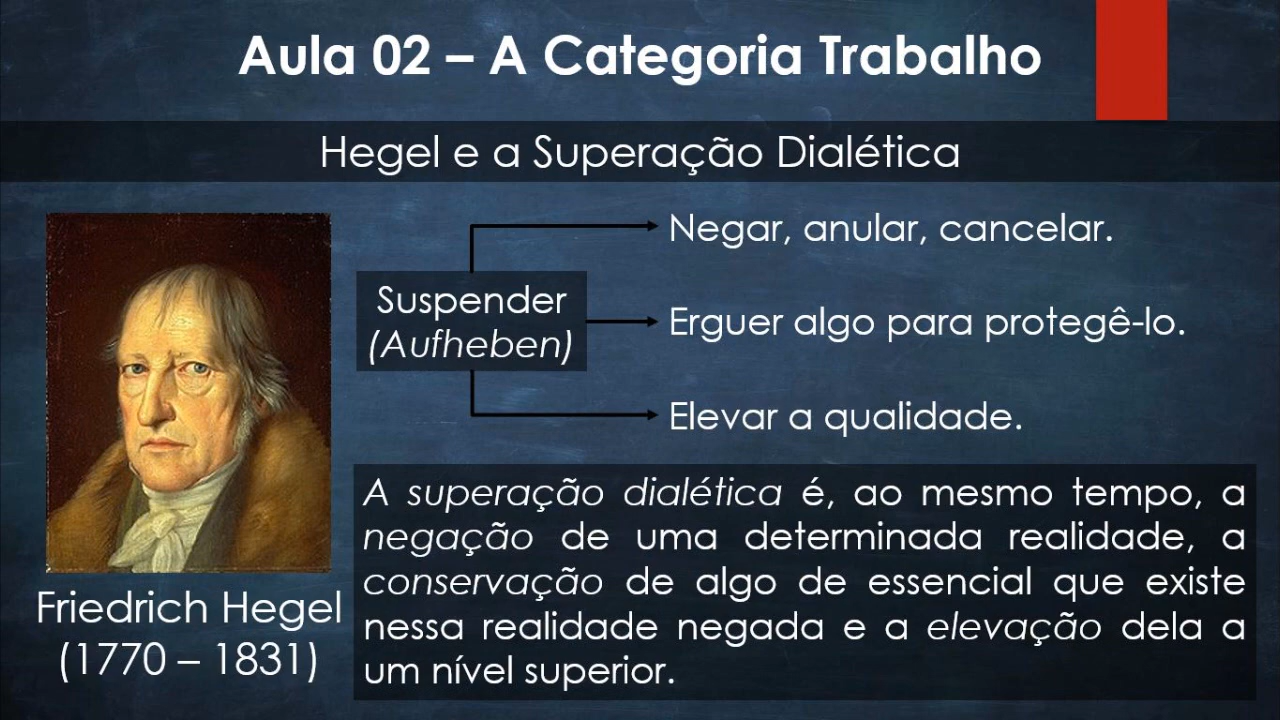 Aula 02 – A Categoria Trabalho
Hegel e a Superação Dialética
Negar, anular, cancelar.
Suspender
(Aufheben)
Erguer algo para protegê-lo.
Elevar a qualidade.
A superação dialética é, ao mesmo tempo, a
negação de uma determinada realidade, a
conservação de algo de essencial que existe
nessa realidade negada e a elevação dela a
um nível superior.
Friedrich Hegel
(1770 – 1831)